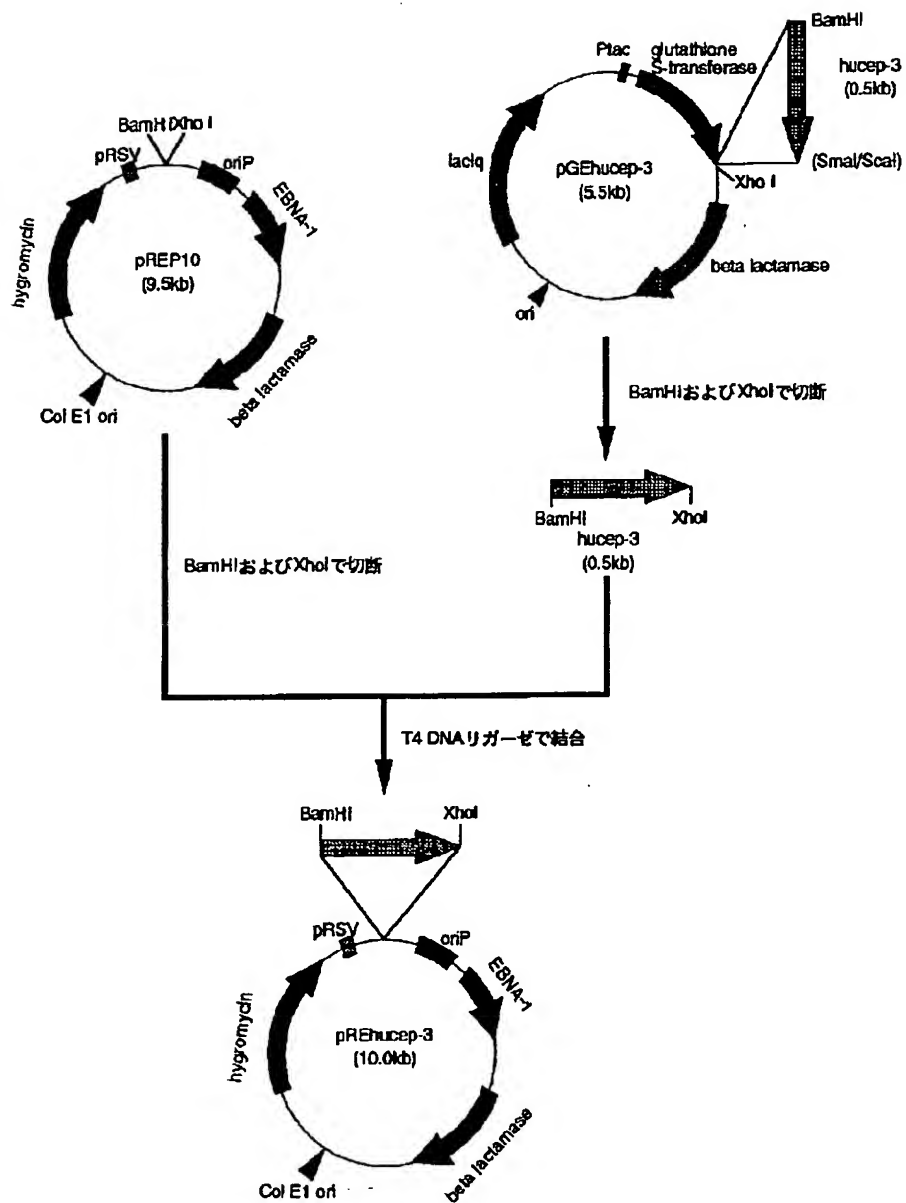 BamHI
Ptac
glutathione
S-transferase
hucep-3
(0.5kb)
lacIq
pGEhucep-3
(5.5kb)
(SmaI/ScaI)
Xho I
beta lactamase
ori
BamHI
Xho I
pRSV
oriP
EBNA-1
hygromycin
pREP10
(9.5kb)
beta lactamase
Col E1 ori
BamHIおよびXhoIで切断
BamHI
XhoI
hucep-3
(0.5kb)
BamHIおよびXhoIで切断
T4 DNAリガーゼで結合
BamHI
XhoI
pRSV
oriP
EBNA-1
hygromycin
pREhucep-3
(10.0kb)
beta lactamase
Col E1 ori